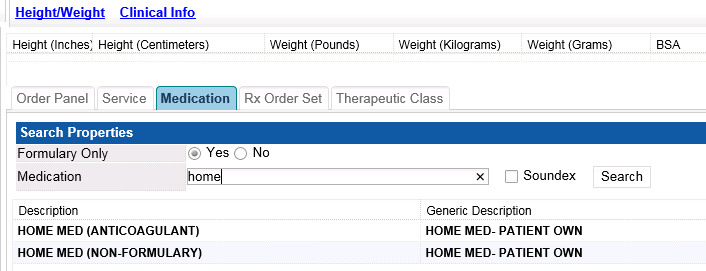 Height/Weight Clinical Info
Height (Inches) Height (Centimeters) Weight (Pounds) Weight (Kilograms) Weight (Grams) BSA
Order Panel Service Medication Rx Order Set Therapeutic Class
Search Properties
Formulary Only Yes No
Medication home × Soundex Search
Description Generic Description
HOME MED (ANTICOAGULANT) HOME MED- PATIENT OWN
HOME MED (NON-FORMULARY) HOME MED- PATIENT OWN